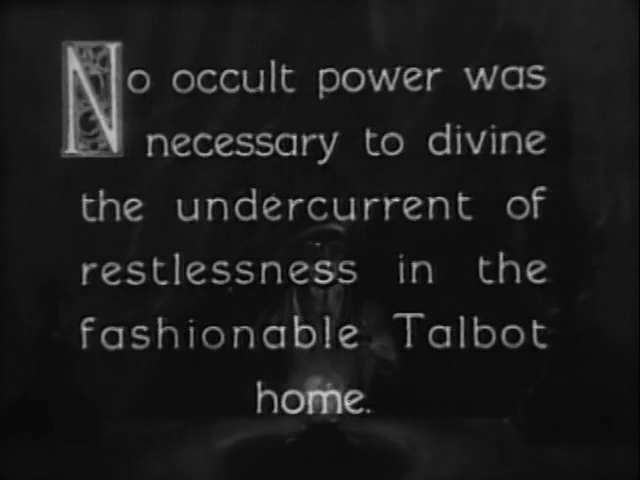 No occult power was
necessary to divine
the undercurrent of
restlessness in the
fashionable Talbot
home.